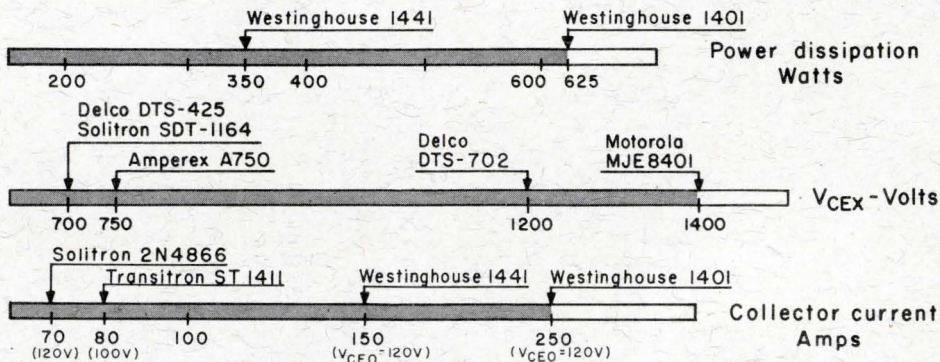 Westinghouse 1441
Westinghouse 1401
Power dissipation
Watts
200
350
400
600
625
Delco DTS-425
Solitron SDT-1164
Amperex A750
Delco
DTS-702
Motorola
MJE8401
VCEX - Volts
700
750
1200
1400
Solitron 2N4866
Transitron ST 1411
Westinghouse 1441
Westinghouse 1401
Collector current
Amps
70
80
100
150
250
(120V)
(100V)
(VCEO=120V)
(VCEO=120V)